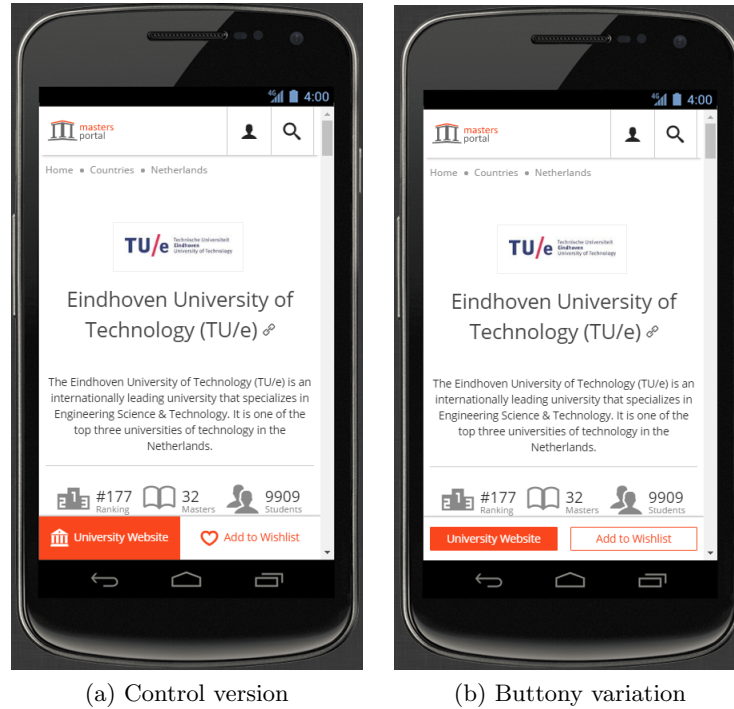 4G 4:00
masters
portal
Home • Countries • Netherlands
TU/e Technische Universiteit
Eindhoven
University of Technology
Eindhoven University of
Technology (TU/e)
The Eindhoven University of Technology (TU/e) is an
internationally leading university that specializes in
Engineering Science & Technology. It is one of the
top three universities of technology in the
Netherlands.
2 1 3 #177 32 9909
Ranking Masters Students
University Website Add to Wishlist
(a) Control version
4G 4:00
masters
portal
Home • Countries • Netherlands
TU/e Technische Universiteit
Eindhoven
University of Technology
Eindhoven University of
Technology (TU/e)
The Eindhoven University of Technology (TU/e) is an
internationally leading university that specializes in
Engineering Science & Technology. It is one of the
top three universities of technology in the
Netherlands.
2 1 3 #177 32 9909
Ranking Masters Students
University Website Add to Wishlist
(b) Buttony variation